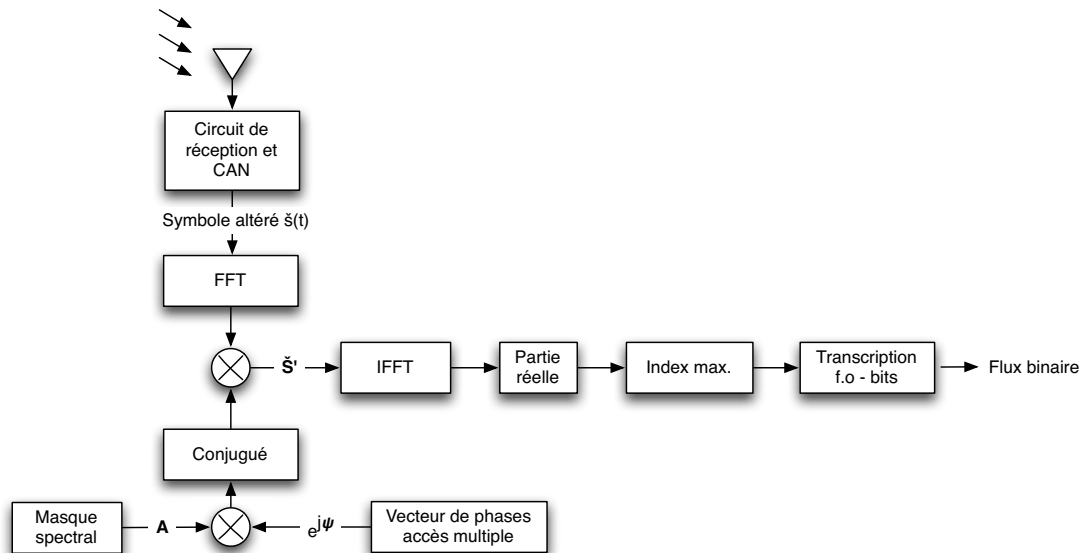 Circuit de
réception et
CAN
Symbole altéré š(t)
FFT
Š'
IFFT
Partie
réelle
Index max.
Transcription
f.o - bits
Flux binaire
Conjugué
Masque
spectral
A
e^jψ
Vecteur de phases
accès multiple